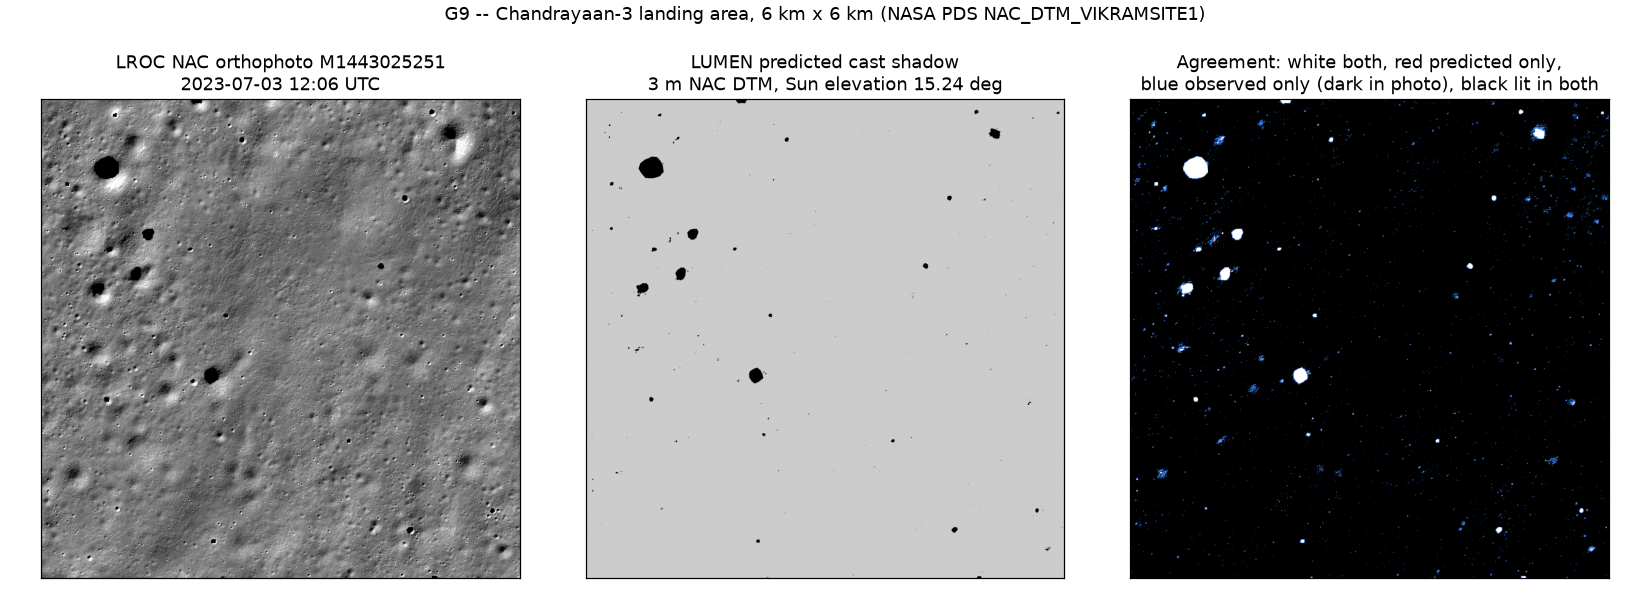 G9 -- Chandrayaan-3 landing area, 6 km x 6 km (NASA PDS NAC_DTM_VIKRAMSITE1)
LROC NAC orthophoto M1443025251
2023-07-03 12:06 UTC
LUMEN predicted cast shadow
3 m NAC DTM, Sun elevation 15.24 deg
Agreement: white both, red predicted only,
blue observed only (dark in photo), black lit in both